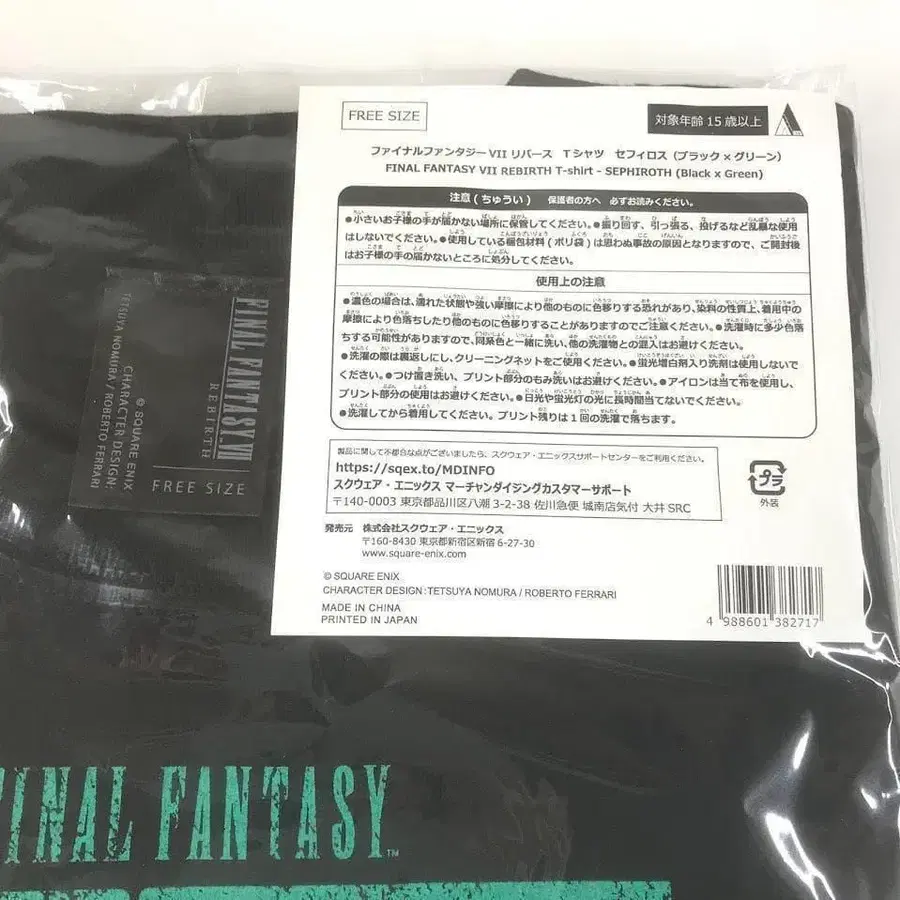 FREE SIZE
対象年齢 15 歳以上
ファイナルファンタジー VII リバース Tシャツ セフィロス (ブラック × グリーン)
FINAL FANTASY VII REBIRTH T-shirt - SEPHIROTH (Black x Green)
注意 (ちゅうい) 保護者の方へ 必ずお読みください。
●小さいお子様の手が届かない場所に保管してください。●振り回す、引っ張る、投げるなど乱暴な使用
はしないでください。●使用している梱包材料 (ポリ袋) は思わぬ事故の原因となりますので、ご開封後
はお子様の手の届かないところに処分してください。
使用上の注意
●濃色の場合は、濡れた状態や強い摩擦により他のものに色移りする恐れがあり、染料の性質上、着用中の
摩擦により色落ちしたり他のものに色移りすることがありますのでご注意ください。●洗濯時に多少色落
ちする可能性がありますので、同系色と一緒に洗い、他の洗濯物との混入はお避けください。
●洗濯の際は裏返しにし、クリーニングネットをご使用ください。●蛍光増白剤入り洗剤は使用しないで
ください。●つけ置き洗い、プリント部分のもみ洗いはお避けください。●アイロンは当て布を使用し、
プリント部分の使用はお避けください。●日光や蛍光灯の光に長時間当てないでください。
●洗濯してから着用してください。プリント残りは1回の洗濯で落ちます。
製品に関して不都合な点がございましたら、スクウェア・エニックスサポートセンターをご利用ください。
https://sqex.to/MDINFO
スクウェア・エニックス マーチャンダイジングカスタマーサポート
〒140-0003 東京都品川区八潮 3-2-38 佐川急便 城南店気付 大井 SRC
プラ
外装
発売元 株式会社スクウェア・エニックス
〒160-8430 東京都新宿区新宿 6-27-30
www.square-enix.com
© SQUARE ENIX
CHARACTER DESIGN : TETSUYA NOMURA / ROBERTO FERRARI
MADE IN CHINA
PRINTED IN JAPAN
4 988601 382717
FINAL FANTASY VII
REBIRTH
© SQUARE ENIX
CHARACTER DESIGN:
TETSUYA NOMURA / ROBERTO FERRARI
FREE SIZE
FINAL FANTASY™